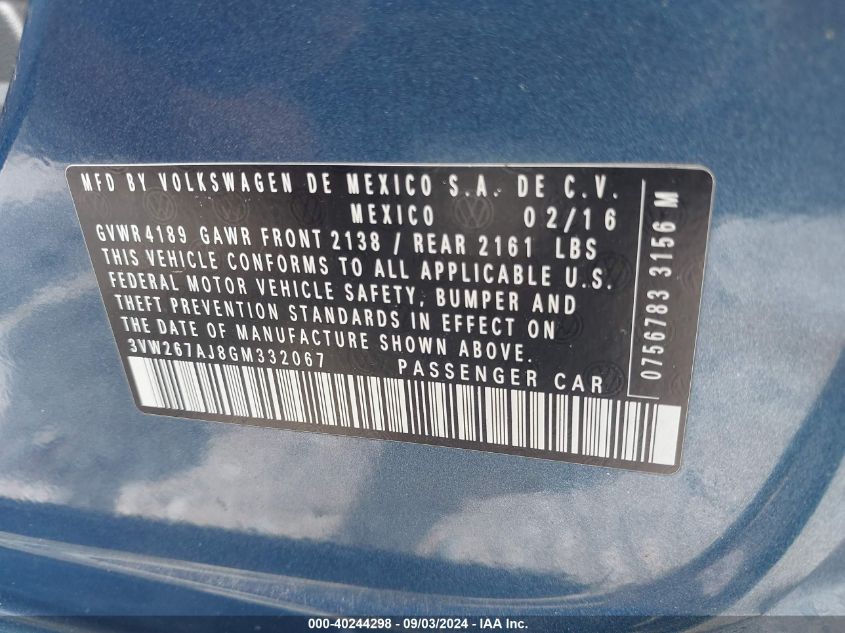 MFD BY VOLKSWAGEN DE MEXICO S.A. DE C.V.
MEXICO 02/16
GVWR 4189 GAWR FRONT 2138 / REAR 2161 LBS
THIS VEHICLE CONFORMS TO ALL APPLICABLE U.S.
FEDERAL MOTOR VEHICLE SAFETY, BUMPER AND
THEFT PREVENTION STANDARDS IN EFFECT ON
THE DATE OF MANUFACTURE SHOWN ABOVE.
3VW267AJ8GM332067 PASSENGER CAR
0756783 3156 M
000-40244298 - 09/03/2024 - IAA Inc.